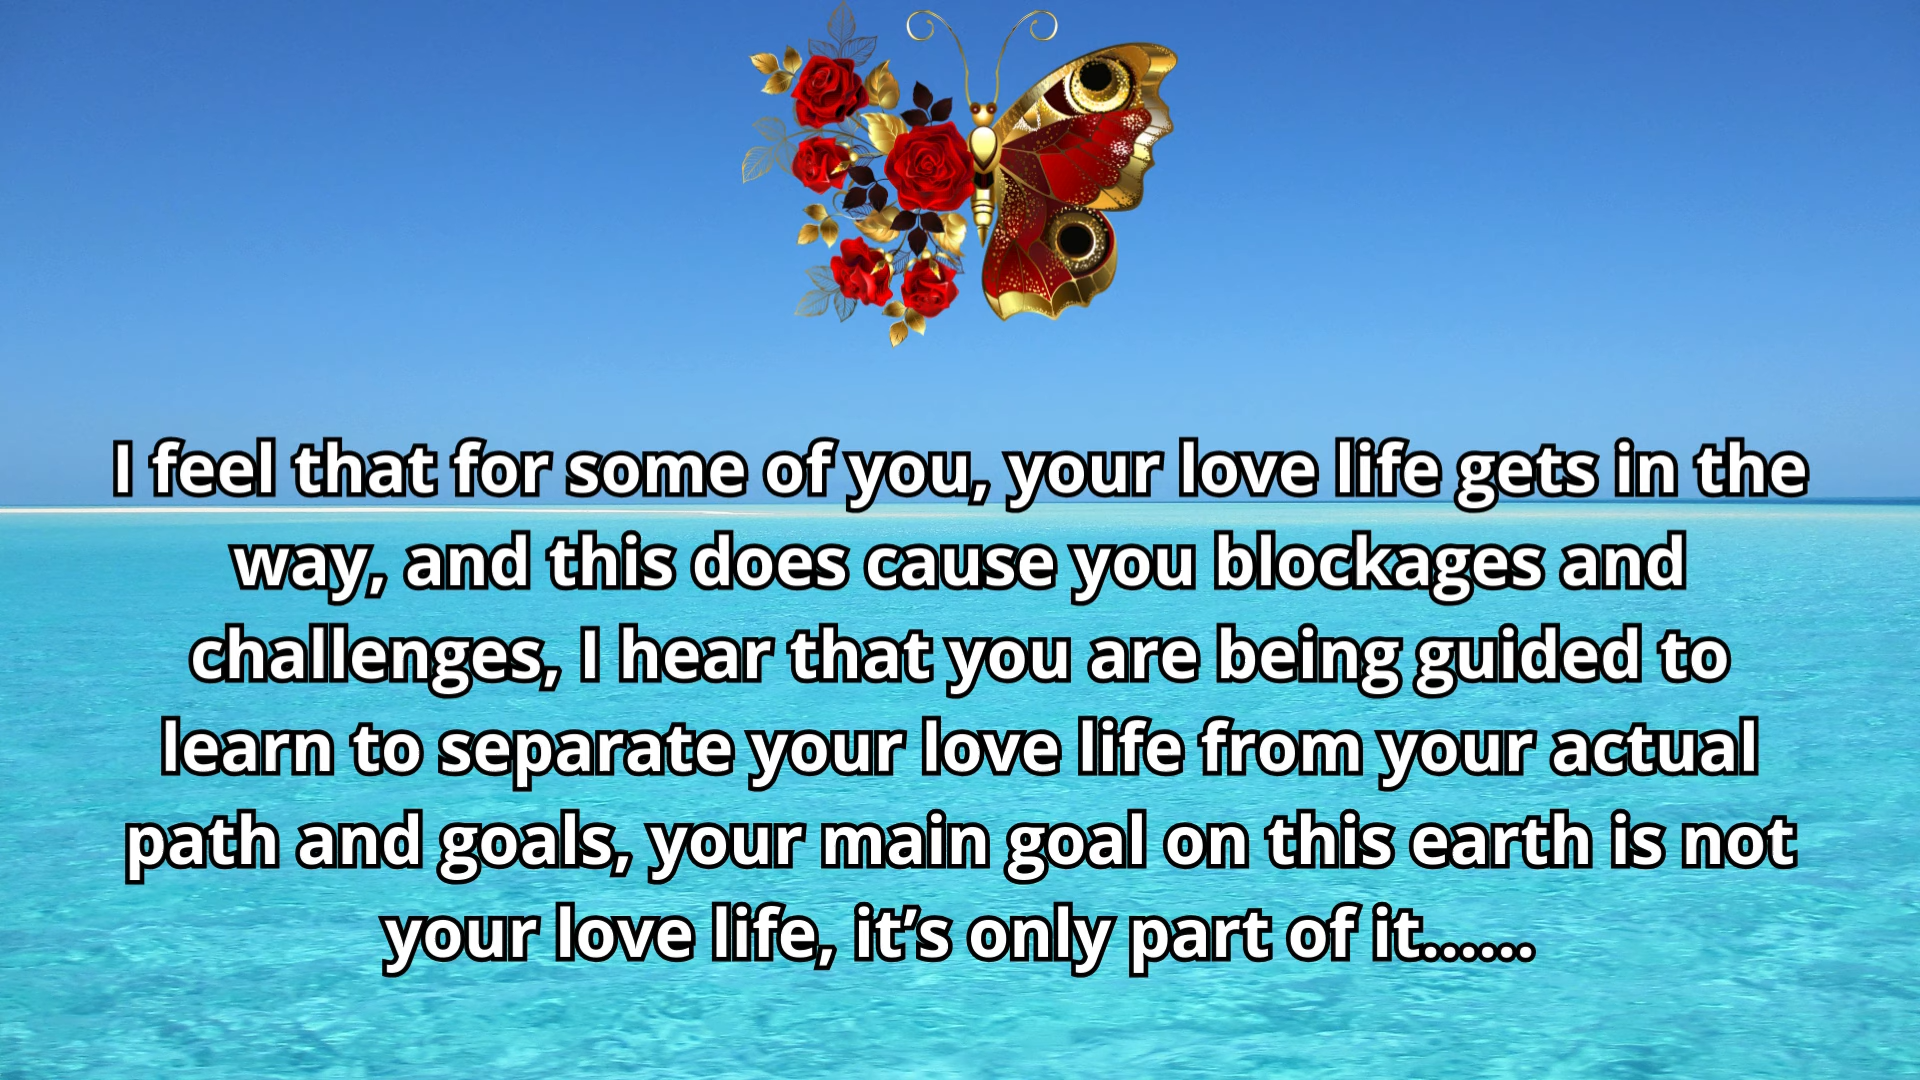 I feel that for some of you, your love life gets in the
way, and this does cause you blockages and
challenges, I hear that you are being guided to
learn to separate your love life from your actual
path and goals, your main goal on this earth is not
your love life, it’s only part of it......